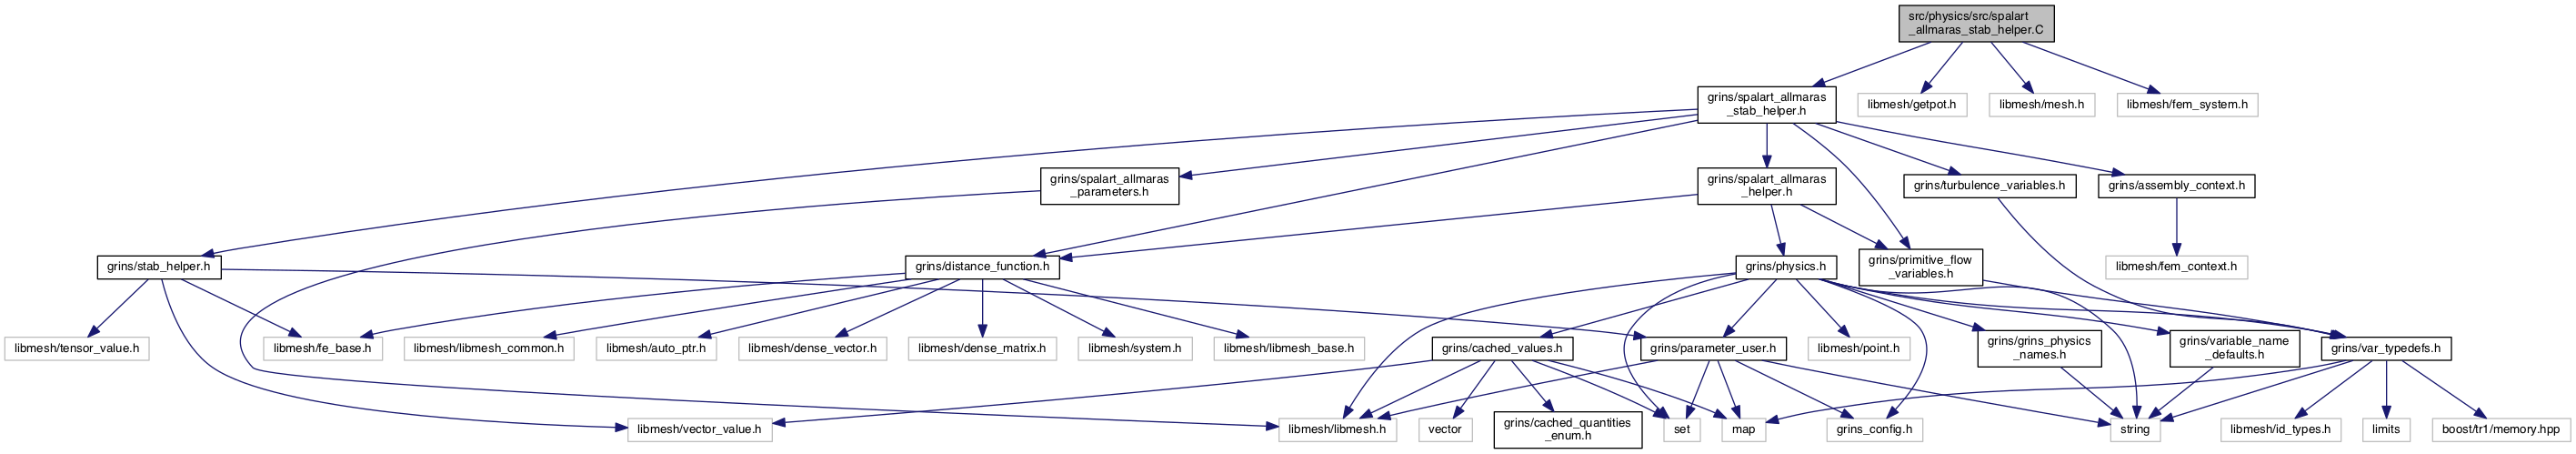 src/physics/src/spalart
_allmaras_stab_helper.C
grins/spalart_allmaras
_stab_helper.h
libmesh/getpot.h
libmesh/mesh.h
libmesh/fem_system.h
grins/spalart_allmaras
_parameters.h
grins/spalart_allmaras
_helper.h
grins/turbulence_variables.h
grins/assembly_context.h
grins/stab_helper.h
grins/distance_function.h
grins/physics.h
grins/primitive_flow
_variables.h
libmesh/fem_context.h
libmesh/tensor_value.h
libmesh/fe_base.h
libmesh/libmesh_common.h
libmesh/auto_ptr.h
libmesh/dense_vector.h
libmesh/dense_matrix.h
libmesh/system.h
libmesh/libmesh_base.h
grins/cached_values.h
grins/parameter_user.h
libmesh/point.h
grins/grins_physics
_names.h
grins/variable_name
_defaults.h
grins/var_typedefs.h
libmesh/vector_value.h
libmesh/libmesh.h
vector
grins/cached_quantities
_enum.h
set
map
grins_config.h
string
libmesh/id_types.h
limits
boost/tr1/memory.hpp